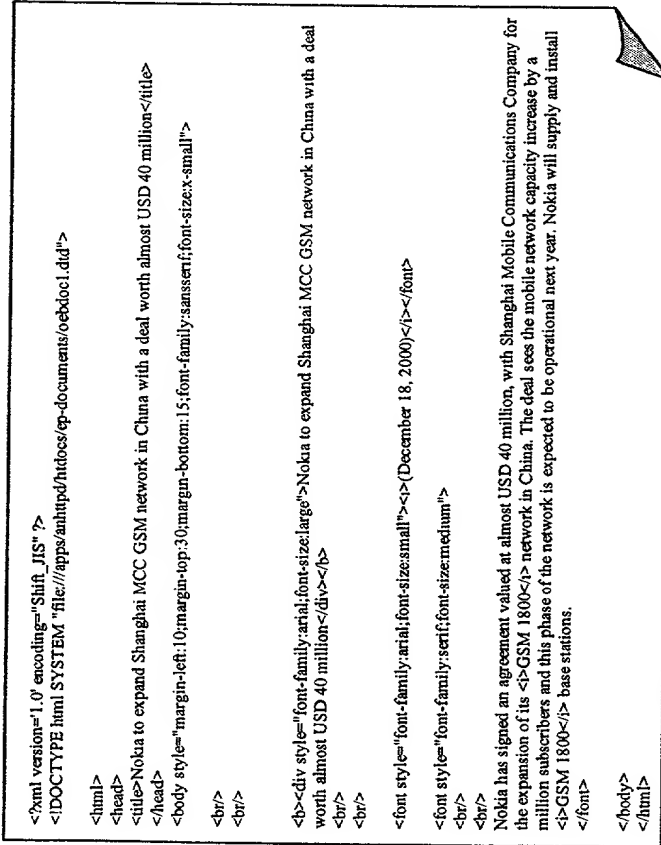 <?xml version='1.0' encoding="Shift_JIS" ?>
<!DOCTYPE html SYSTEM "file:///apps/anhttpd/htdocs/ep-documents/oebdoc1.dtd">
<html>
<head>
<title>Nokia to expand Shanghai MCC GSM network in China with a deal worth almost USD 40 million</title>
</head>
<body style="margin-left:10;margin-top:30;margin-bottom:15;font-family:sansserif;font-size:x-small">
<br/>
<br/>
<b><div style="font-family:arial;font-size:large">Nokia to expand Shanghai MCC GSM network in China with a deal
worth almost USD 40 million</div></b>
<br/>
<br/>
<font style="font-family:arial;font-size:small"><i>(December 18, 2000)</i></font>
<font style="font-family:serif;font-size:medium">
<br/>
<br/>
Nokia has signed an agreement valued at almost USD 40 million, with Shanghai Mobile Communications Company for
the expansion of its <i>GSM 1800</i> network in China. The deal sees the mobile network capacity increase by a
million subscribers and this phase of the network is expected to be operational next year. Nokia will supply and install
<i>GSM 1800</i> base stations.
</font>
</body>
</html>